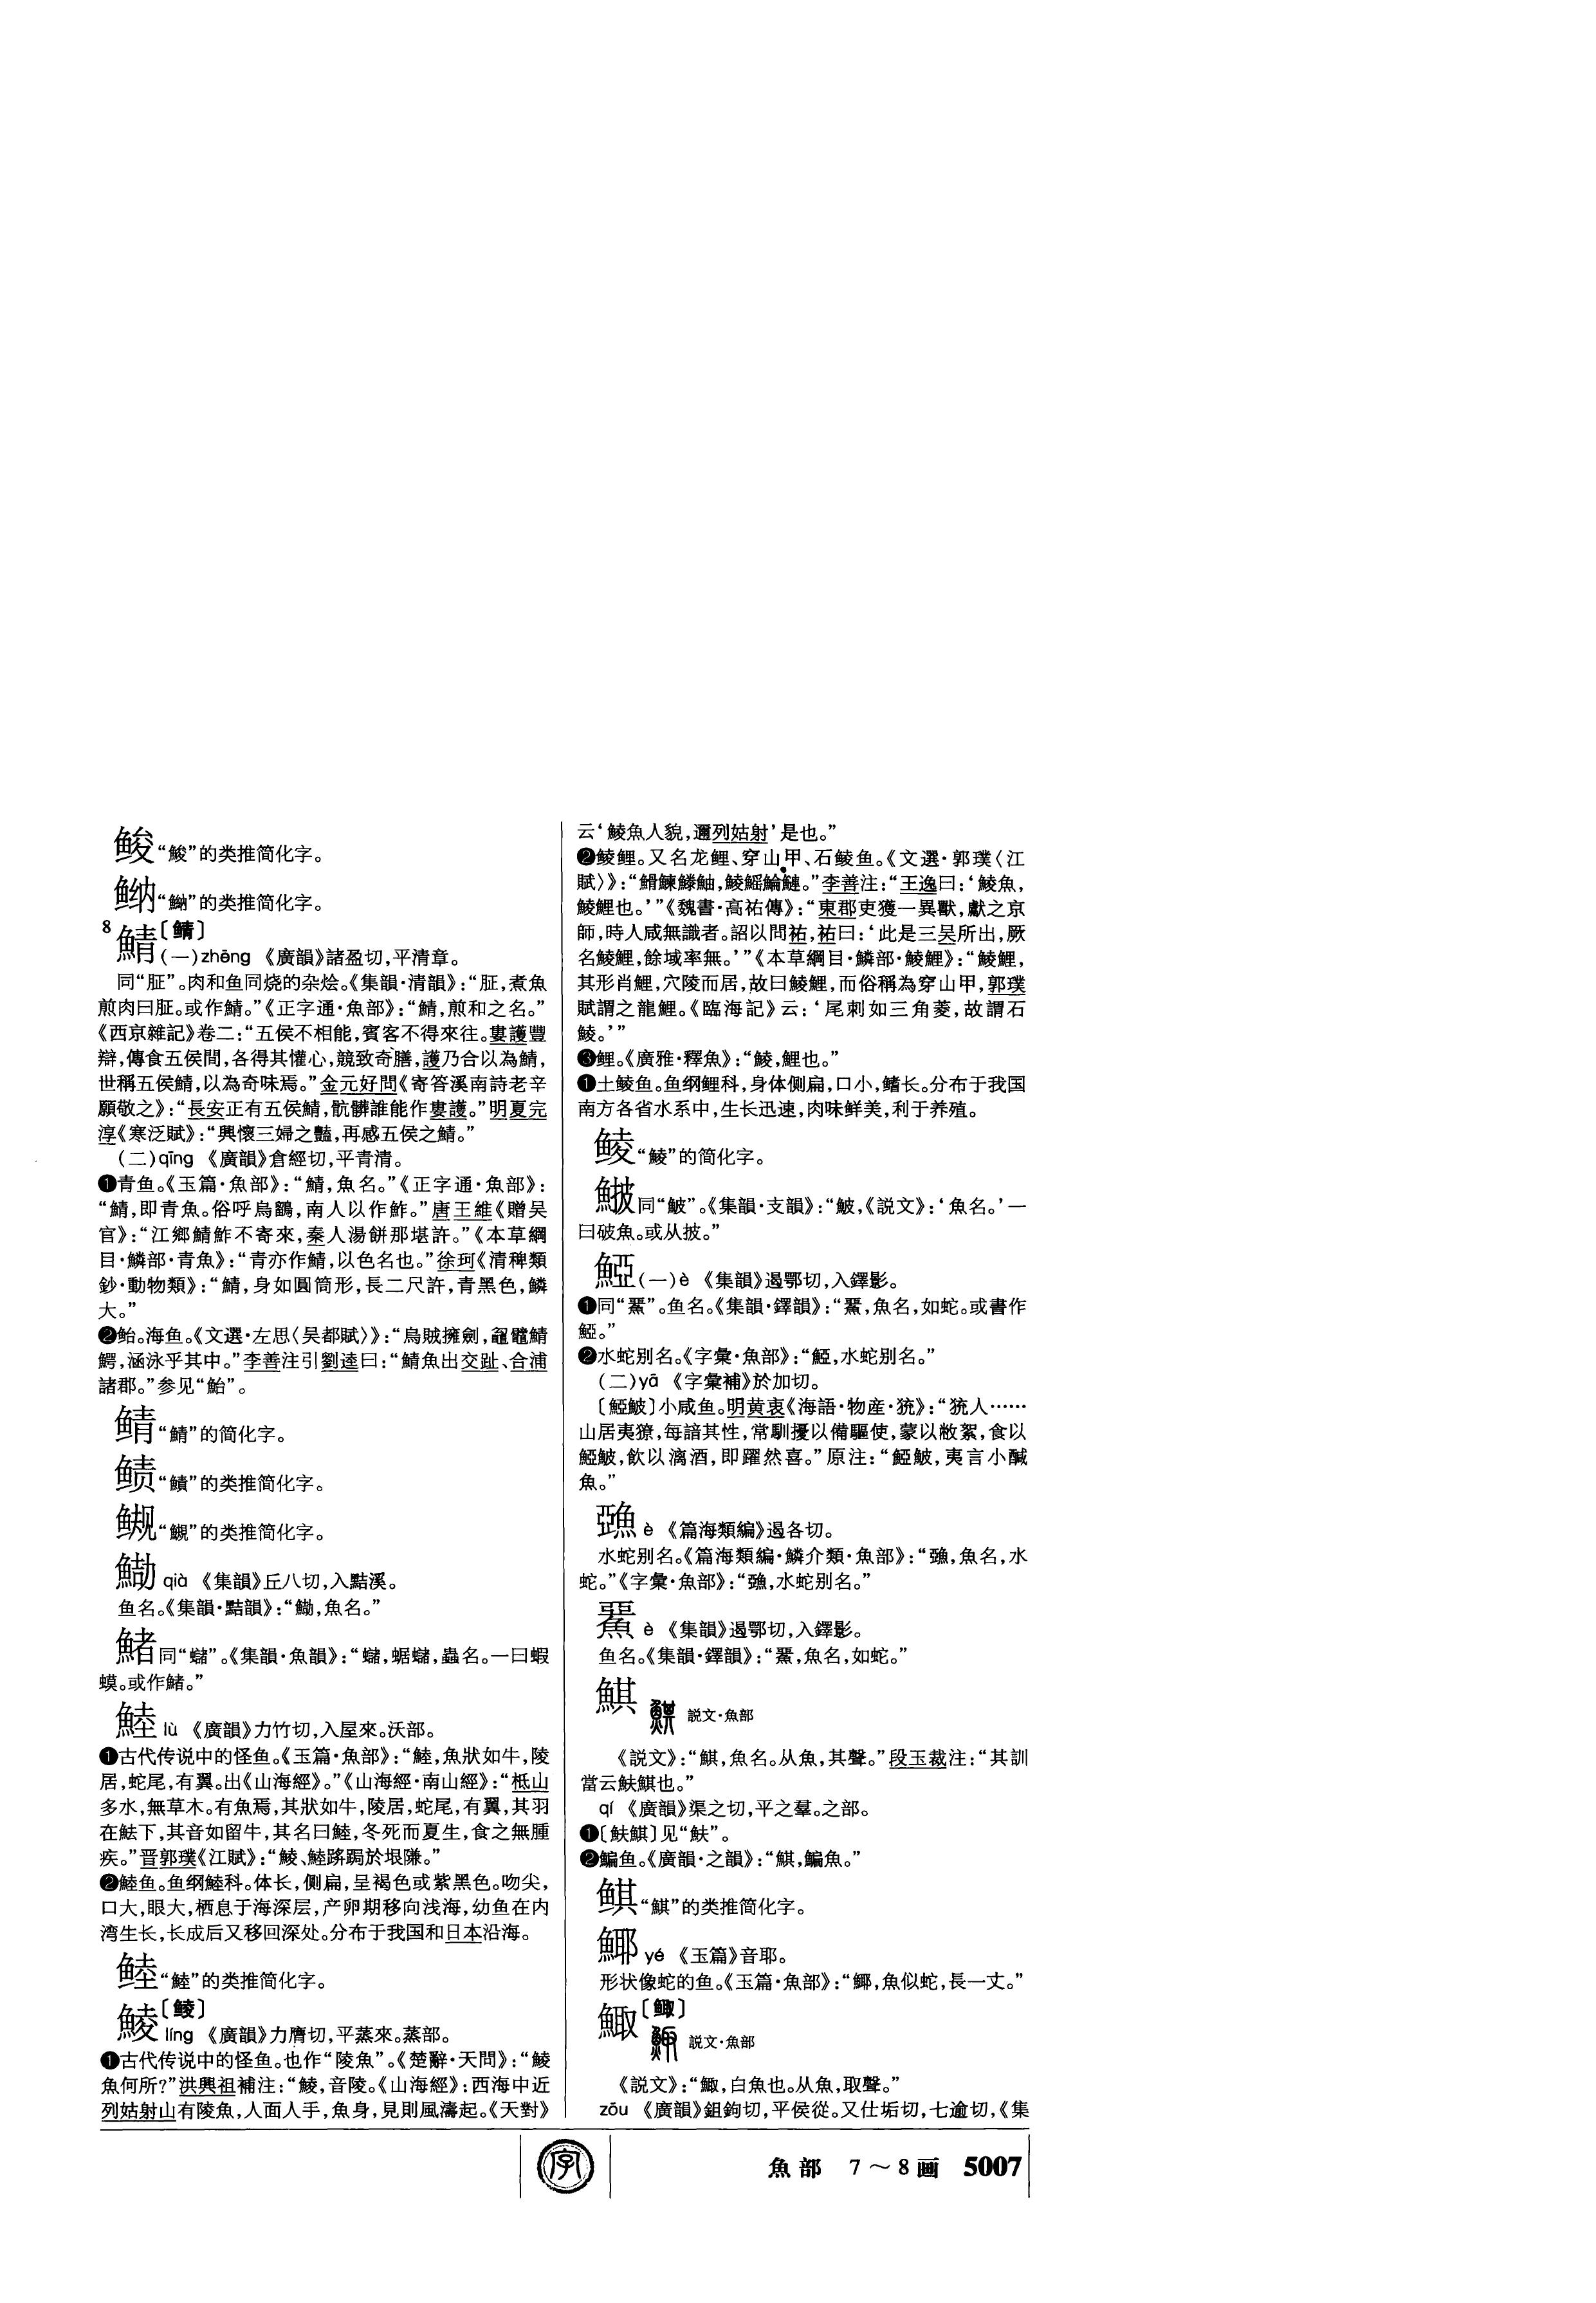 鮻“鮻”的类推简化字。
“魶”的类推简化字。
8
鯖〔鲭〕
(一)zhēng 《廣韻》諸盈切,平清章。
同“𦙫”。肉和鱼同烧的杂烩。《集韻·清韻》:“𦙫,煮魚
煎肉曰𦙫。或作鯖。”《正字通·魚部》:“鯖,煎和之名。”
《西京雜記》卷二:“五侯不相能,賓客不得來往。婁護豐
辯,傳食五侯間,各得其懽心,競致奇膳,護乃合以為鯖,
世稱五侯鯖,以為奇味焉。”金元好問《寄答溪南詩老辛
願敬之》:“長安正有五侯鯖,骯髒誰能作婁護。”明夏完
淳《寒泛賦》:“興懷三婦之豔,再感五侯之鯖。”
(二)qīng 《廣韻》倉經切,平青清。
❶青鱼。《玉篇·魚部》:“鯖,魚名。”《正字通·魚部》:
“鯖,即青魚。俗呼烏鰡,南人以作鮓。”唐王維《贈吴
官》:“江鄉鯖鮓不寄來,秦人湯餅那堪許。”《本草綱
目·鱗部·青魚》:“青亦作鯖,以色名也。”徐珂《清稗類
鈔·動物類》:“鯖,身如圓筒形,長二尺許,青黑色,鱗
大。”
❷鲐。海鱼。《文選·左思〈吴都賦〉》:“烏賊擁劍,鼊鯖
鰐,涵泳乎其中。”李善注引劉逵曰:“鯖魚出交趾、合浦
諸郡。”参见“鮐”。
鲭“鯖”的简化字。
“鰿”的类推简化字。
“鯢”的类推简化字。
qià 《集韻》丘八切,入黠溪。
鱼名。《集韻·黠韻》:“魚名。”
鯺同“蠩”。《集韻·魚韻》:“蠩,蜛蠩,蟲名。一曰蝦
蟆。或作鯺。”
鯥 lù 《廣韻》力竹切,入屋來。沃部。
❶古代传说中的怪鱼。《玉篇·魚部》:“鯥,魚狀如牛,陵
居,蛇尾,有翼。出《山海經》。”《山海經·南山經》:“柢山
多水,無草木。有魚焉,其狀如牛,陵居,蛇尾,有翼,其羽
在魼下,其音如留牛,其名曰鯥,冬死而夏生,食之無腫
疾。”晋郭璞《江賦》:“鯪、鯥跻跼於垠隒。”
❷鯥鱼。鱼纲鯥科。体长,侧扁,呈褐色或紫黑色。吻尖,
口大,眼大,栖息于海深层,产卵期移向浅海,幼鱼在内
湾生长,长成后又移回深处。分布于我国和日本沿海。
“鯥”的类推简化字。
鯪〔鲮〕
líng 《廣韻》力膺切,平蒸來。蒸部。
❶古代传说中的怪鱼。也作“陵魚”。《楚辭·天問》:“鯪
魚何所?”洪興祖補注:“鯪,音陵。《山海經》:西海中近
列姑射山有陵魚,人面人手,魚身,見則風濤起。《天對》
云‘鯪魚人貌,邇列姑射’是也。”
❷鲮鲤。又名龙鲤、穿山甲、石鲮鱼。《文選·郭璞〈江
賦〉》:“䱻鰊䲍鮋,鯪鰩鯩鰱。”李善注:“王逸曰:‘鯪魚,
鯪鯉也。’”《魏書·高祐傳》:“東郡吏獲一異獸,獻之京
師,時人咸無識者。詔以問祐,祐曰:‘此是三吴所出,厥
名鯪鯉,餘域率無。’”《本草綱目·鱗部·鯪鯉》:“鯪鯉,
其形肖鯉,穴陵而居,故曰鯪鯉,而俗稱為穿山甲,郭璞
賦謂之龍鯉。《臨海記》云:‘尾刺如三角菱,故謂石
鯪。’”
❸鲤。《廣雅·釋魚》:“鯪,鯉也。”
❶土鲮鱼。鱼纲鲤科,身体侧扁,口小,鳍长。分布于我国
南方各省水系中,生长迅速,肉味鲜美,利于养殖。
鲮“鯪”的简化字。
同“鮍”。《集韻·支韻》:“鮍,《説文》:‘魚名。’一
曰破魚。或从披。”
䱩(一)è 《集韻》遏鄂切,入鐸影。
❶同“𩸇”。鱼名。《集韻·鐸韻》:“魚名,如蛇。或書作
䱩。”
❷水蛇别名。《字彙·魚部》:“䱩,水蛇别名。”
(二)yā 《字彙補》於加切。
〔䱩鮍〕小咸鱼。明黄衷《海語·物産·㹶》:“㹶人……
山居夷獠,每諳其性,常馴擾以備驅使,蒙以敝絮,食以
䱩鮍,飲以漓酒,即躍然喜。”原注:“䱩鮍,夷言小鹹
魚。”
è 《篇海類編》遏各切。
水蛇别名。《篇海類編·鱗介類·魚部》:“魚名,水
蛇。”《字彙·魚部》:“水蛇别名。”
è 《集韻》遏鄂切,入鐸影。
鱼名。《集韻·鐸韻》:“魚名,如蛇。”
鯕 説文·魚部
《説文》:“鯕,魚名。从魚,其聲。”段玉裁注:“其訓
當云䱀鯕也。”
qí 《廣韻》渠之切,平之羣。之部。
❶〔䱀鯕〕见“䱀”。
❷鯿鱼。《廣韻·之韻》:“鯕,鯿魚。”
“鯕”的类推简化字。
yé 《玉篇》音耶。
形状像蛇的鱼。《玉篇·魚部》:“魚似蛇,長一丈。”
鯫〔鲰〕
説文·魚部
《説文》:“鯫,白魚也。从魚,取聲。”
zōu 《廣韻》鉏鉤切,平侯從。又仕垢切,七逾切,《集
字
魚部 7～8画 5007